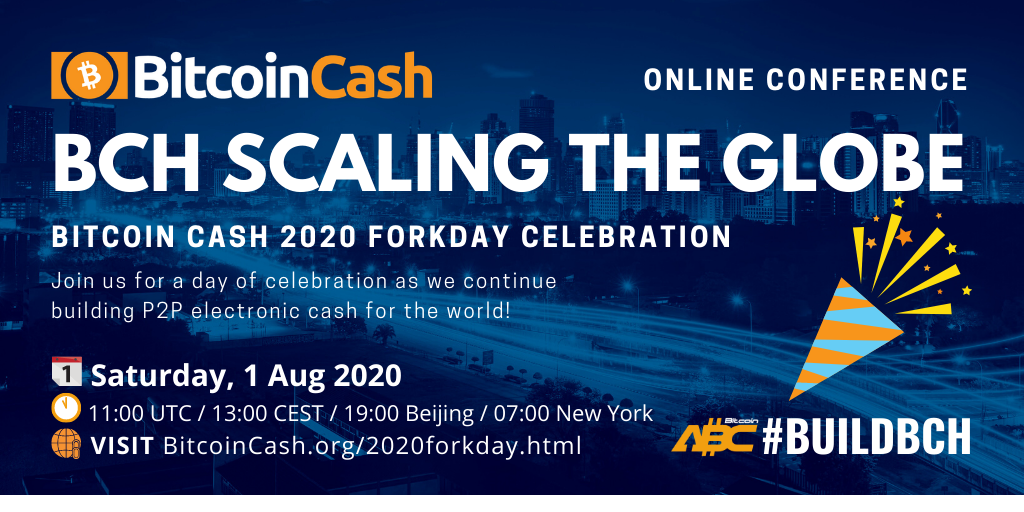 BitcoinCash
ONLINE CONFERENCE
BCH SCALING THE GLOBE
BITCOIN CASH 2020 FORKDAY CELEBRATION
Join us for a day of celebration as we continue
building P2P electronic cash for the world!
1 Saturday, 1 Aug 2020
11:00 UTC / 13:00 CEST / 19:00 Beijing / 07:00 New York
VISIT BitcoinCash.org/2020forkday.html
Bitcoin
ABC #BUILDBCH